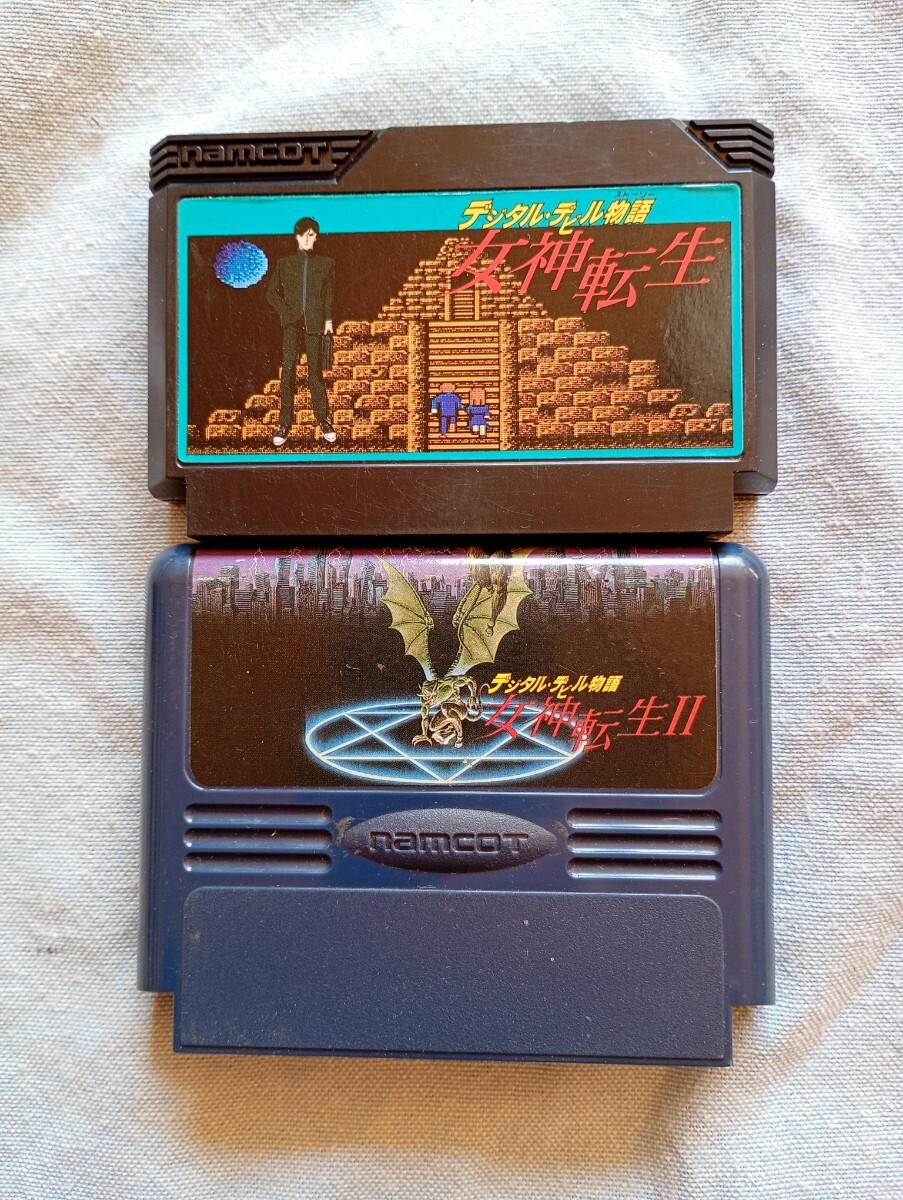 namcoT
ストーリー
デジタル・デビル物語
女神転生
デジタル・デビル物語
女神転生II
namcoT